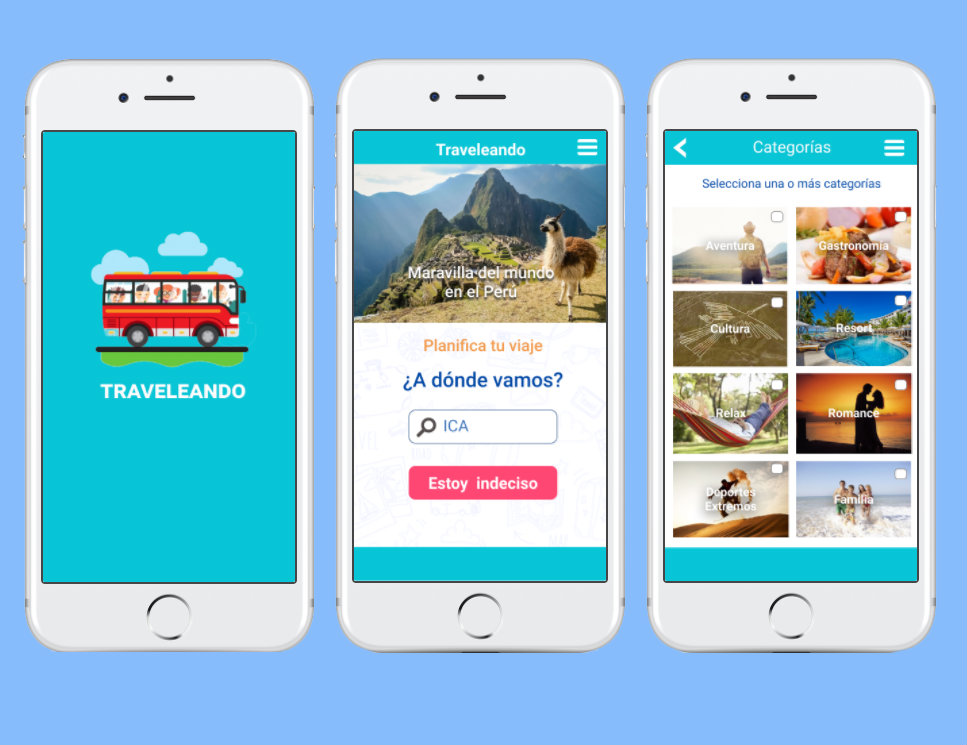 TRAVELEANDO
Traveleando
Maravilla del mundo
en el Perú
Planifica tu viaje
¿A dónde vamos?
ICA
Estoy indeciso
Categorías
Selecciona una o más categorías
Aventura
Gastronomía
Cultura
Resort
Relax
Romance
Deportes
Extremos
Familia